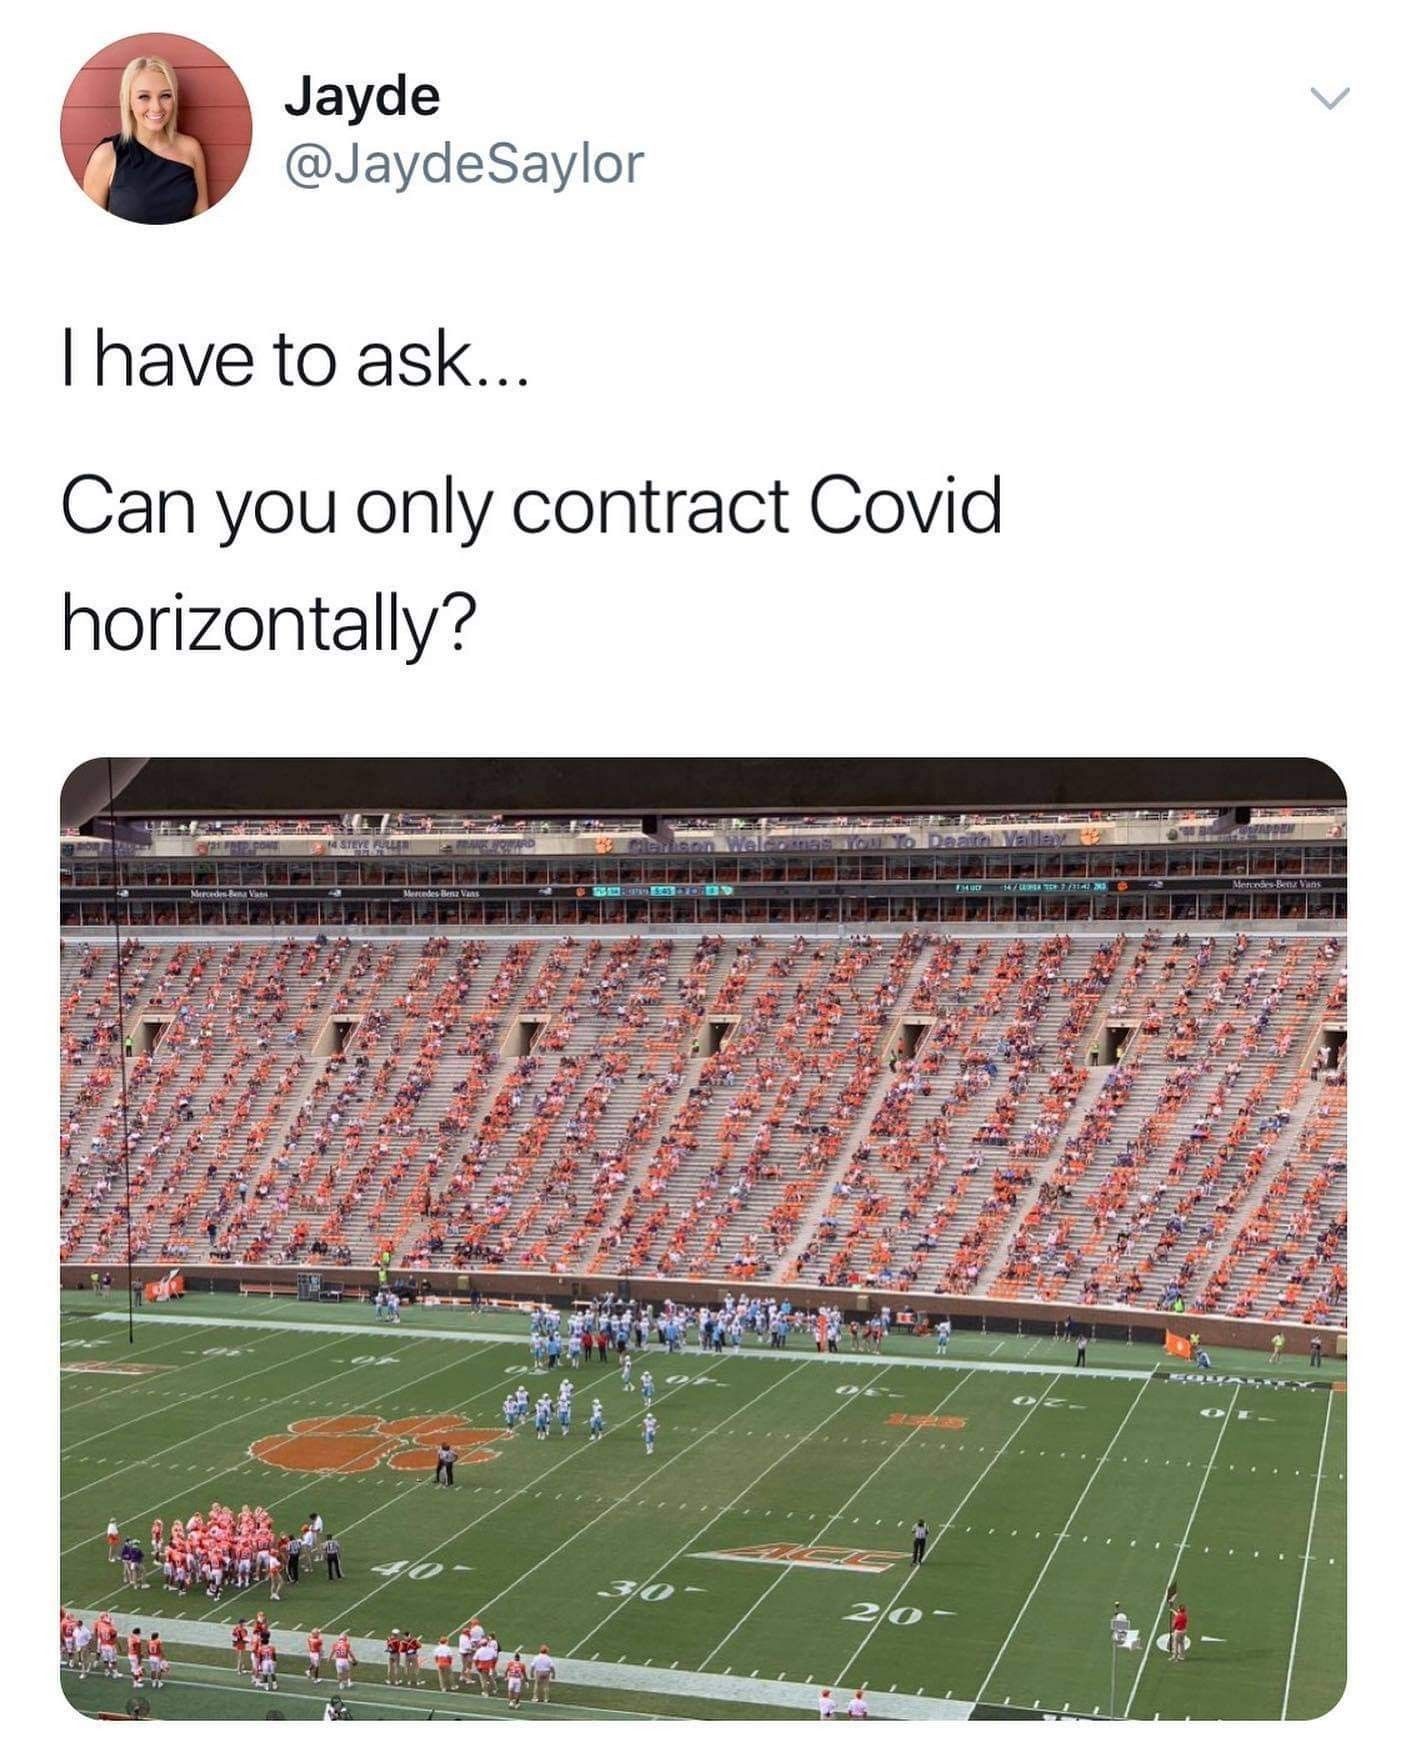 Jayde
@JaydeSaylor
I have to ask...
Can you only contract Covid
horizontally?
Clemson Welcomes You To Death Valley
Mercedes-Benz Vans
Mercedes-Benz Vans
Mercedes-Benz Vans
ACC
40
30
20